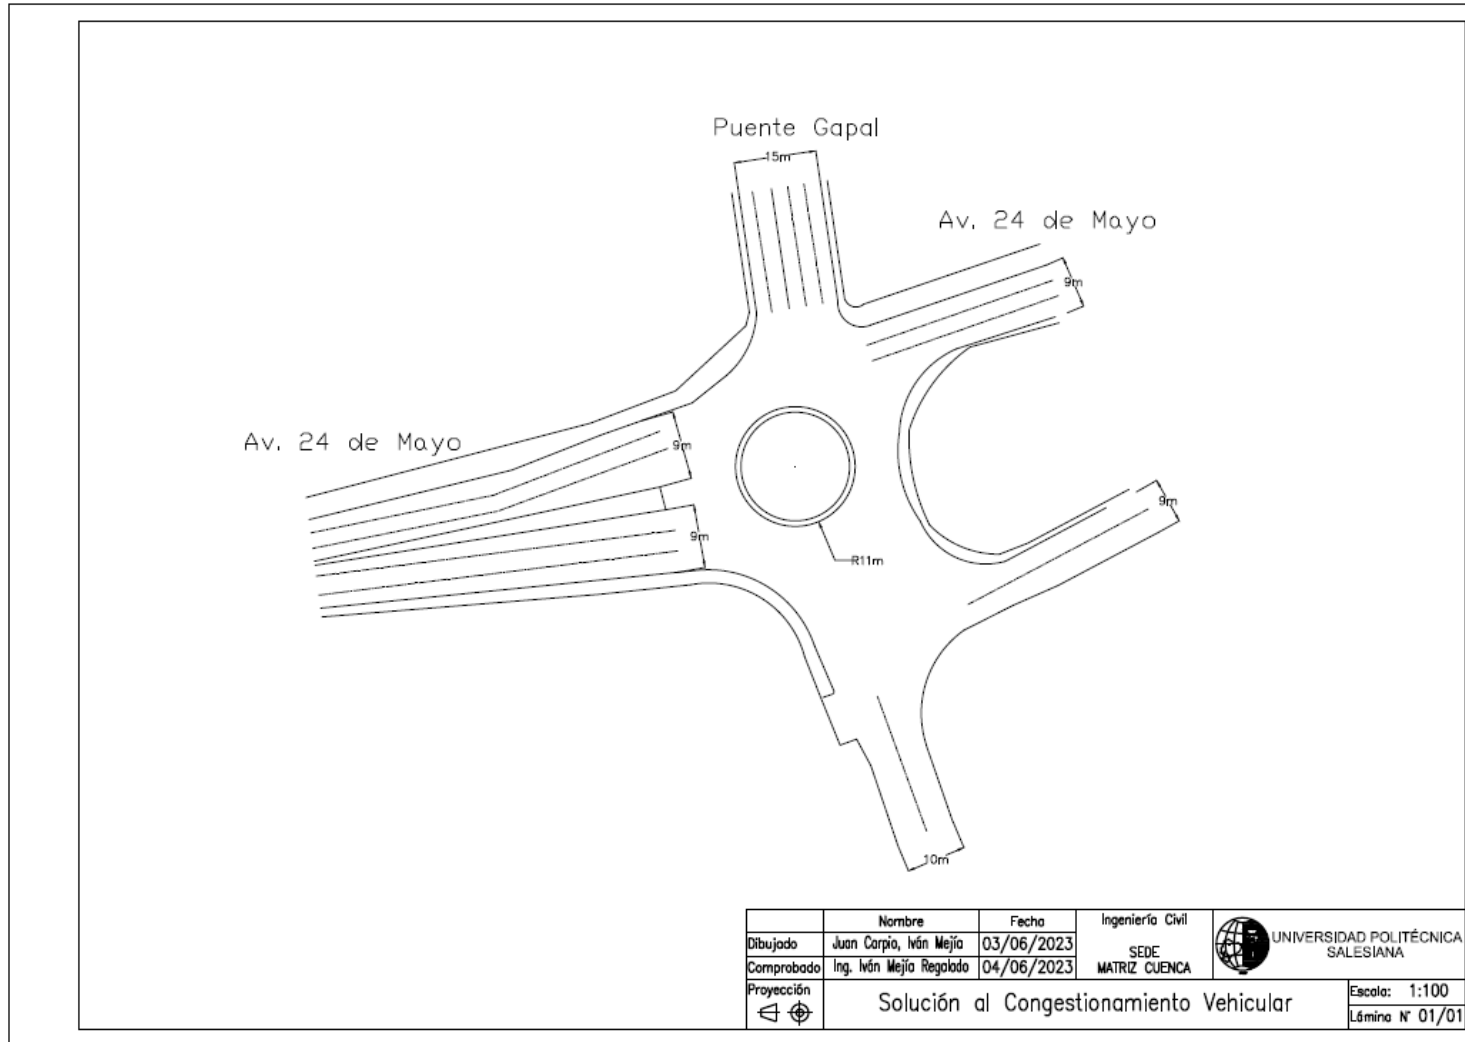 Puente Gapal
15m
Av. 24 de Mayo
9m
Av. 24 de Mayo
9m
9m
9m
R11m
10m
Nombre Fecha Ingeniería Civil
Dibujado Juan Carpio, Iván Mejía 03/06/2023 SEDE
Comprobado Ing. Iván Mejía Regalado 04/06/2023 MATRIZ CUENCA
UNIVERSIDAD POLITÉCNICA
SALESIANA
Proyección Solución al Congestionamiento Vehicular Escala: 1:100
Lámina N° 01/01